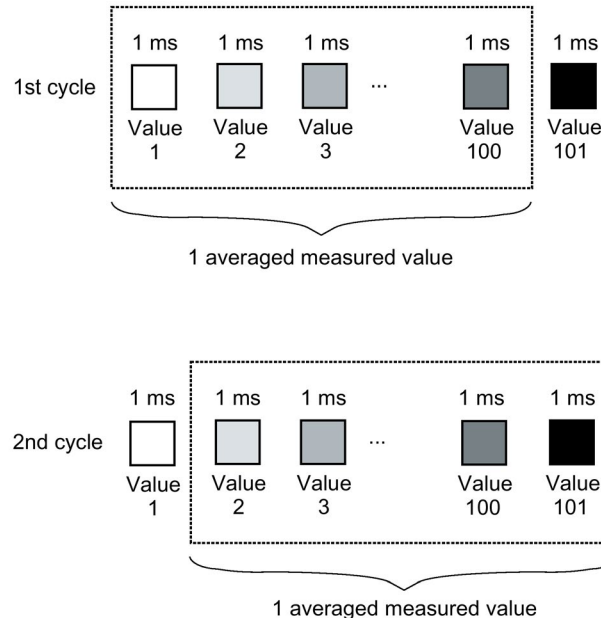 1 ms 1 ms 1 ms 1 ms 1 ms
1st cycle ...
Value Value Value Value Value
1 2 3 100 101
1 averaged measured value
1 ms 1 ms 1 ms 1 ms 1 ms
2nd cycle ...
Value Value Value Value Value
1 2 3 100 101
1 averaged measured value